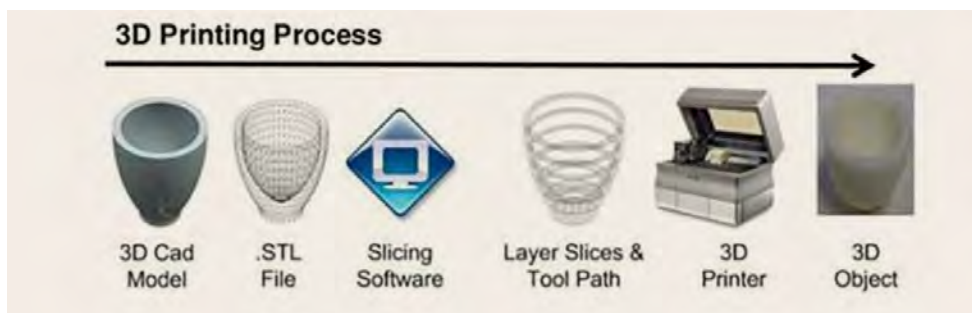 3D Printing Process
3D Cad
Model
.STL
File
Slicing
Software
Layer Slices &
Tool Path
3D
Printer
3D
Object